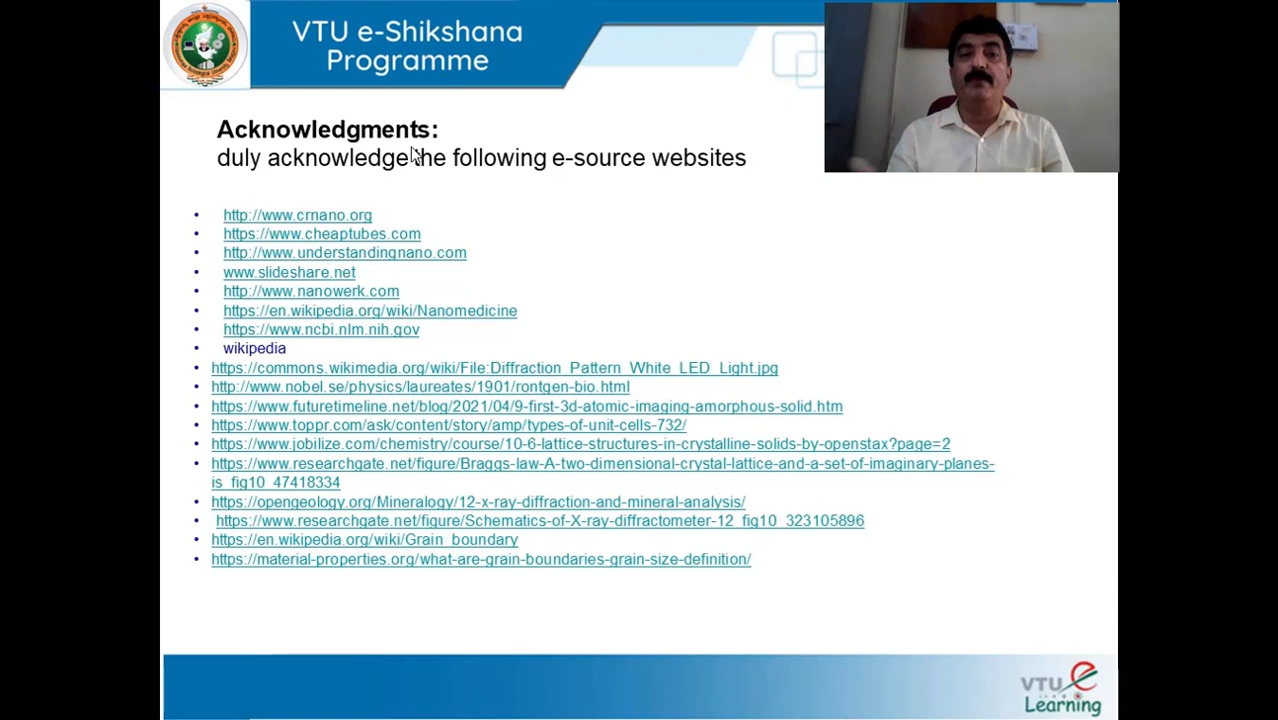 VTU e-Shikshana
Programme
Acknowledgments:
duly acknowledge the following e-source websites
• http://www.crnano.org
• https://www.cheaptubes.com
• http://www.understandingnano.com
• www.slideshare.net
• http://www.nanowerk.com
• https://en.wikipedia.org/wiki/Nanomedicine
• https://www.ncbi.nlm.nih.gov
• wikipedia
• https://commons.wikimedia.org/wiki/File:Diffraction_Pattern_White_LED_Light.jpg
• http://www.nobel.se/physics/laureates/1901/rontgen-bio.html
• https://www.futuretimeline.net/blog/2021/04/9-first-3d-atomic-imaging-amorphous-solid.htm
• https://www.toppr.com/ask/content/story/amp/types-of-unit-cells-732/
• https://www.jobilize.com/chemistry/course/10-6-lattice-structures-in-crystalline-solids-by-openstax?page=2
• https://www.researchgate.net/figure/Braggs-law-A-two-dimensional-crystal-lattice-and-a-set-of-imaginary-planes-
is_fig10_47418334
• https://opengeology.org/Mineralogy/12-x-ray-diffraction-and-mineral-analysis/
• https://www.researchgate.net/figure/Schematics-of-X-ray-diffractometer-12_fig10_323105896
• https://en.wikipedia.org/wiki/Grain_boundary
• https://material-properties.org/what-are-grain-boundaries-grain-size-definition/
VTU e
Learning